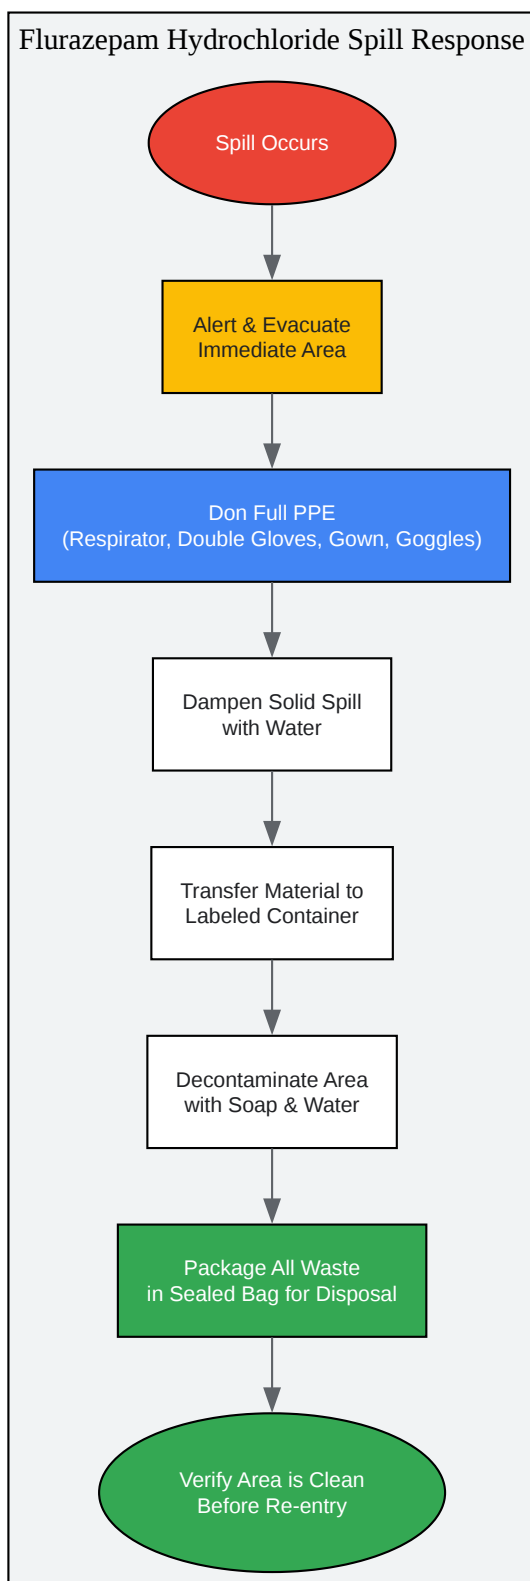 Flurazepam Hydrochloride Spill Response
Spill Occurs
Alert & Evacuate
Immediate Area
Don Full PPE
(Respirator, Double Gloves, Gown, Goggles)
Dampen Solid Spill
with Water
Transfer Material to
Labeled Container
Decontaminate Area
with Soap & Water
Package All Waste
in Sealed Bag for Disposal
Verify Area is Clean
Before Re-entry